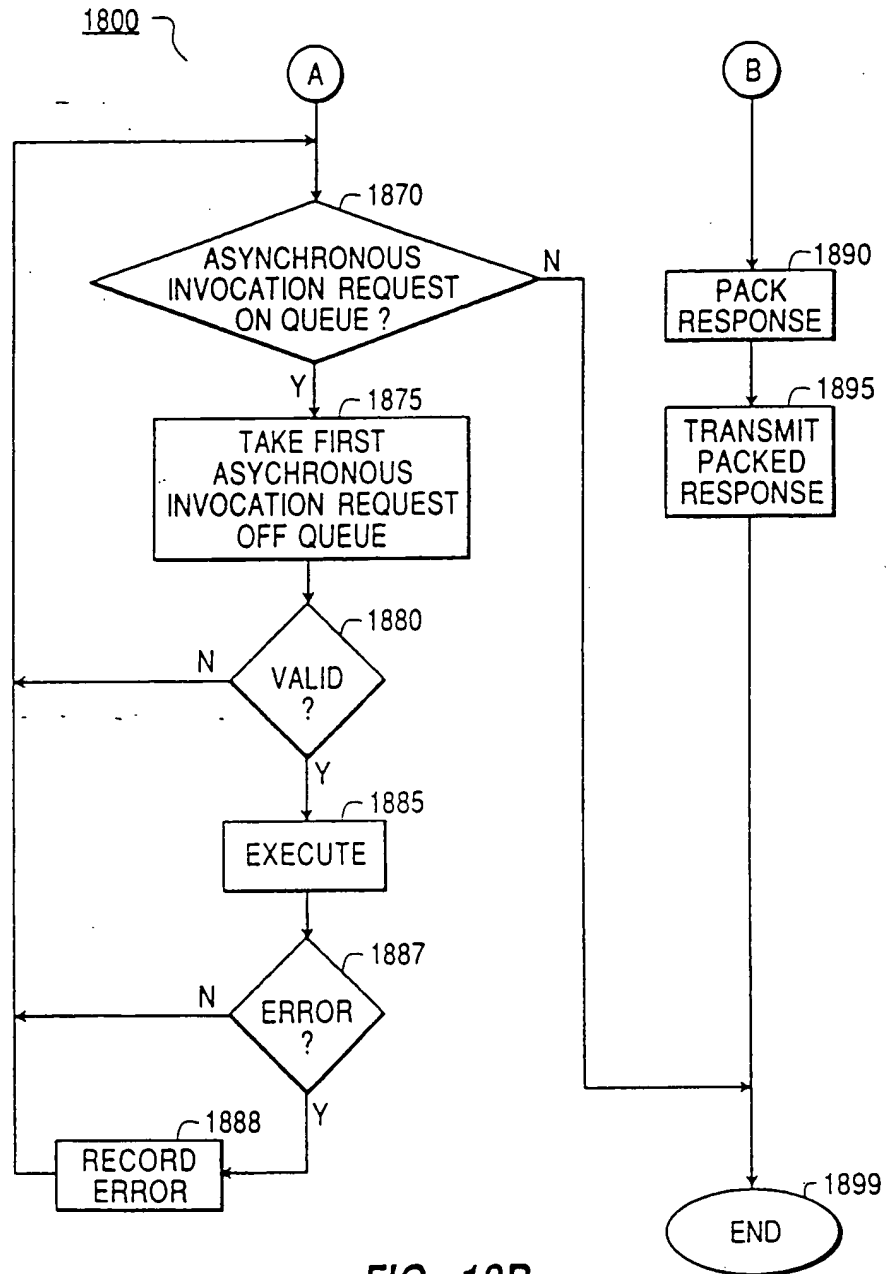 1800
A
B
1870
ASYNCHRONOUS
INVOCATION REQUEST
ON QUEUE ?
N
Y
1875
TAKE FIRST
ASYCHRONOUS
INVOCATION REQUEST
OFF QUEUE
1880
VALID
?
N
Y
1885
EXECUTE
1887
ERROR
?
N
Y
1888
RECORD
ERROR
1890
PACK
RESPONSE
1895
TRANSMIT
PACKED
RESPONSE
1899
END